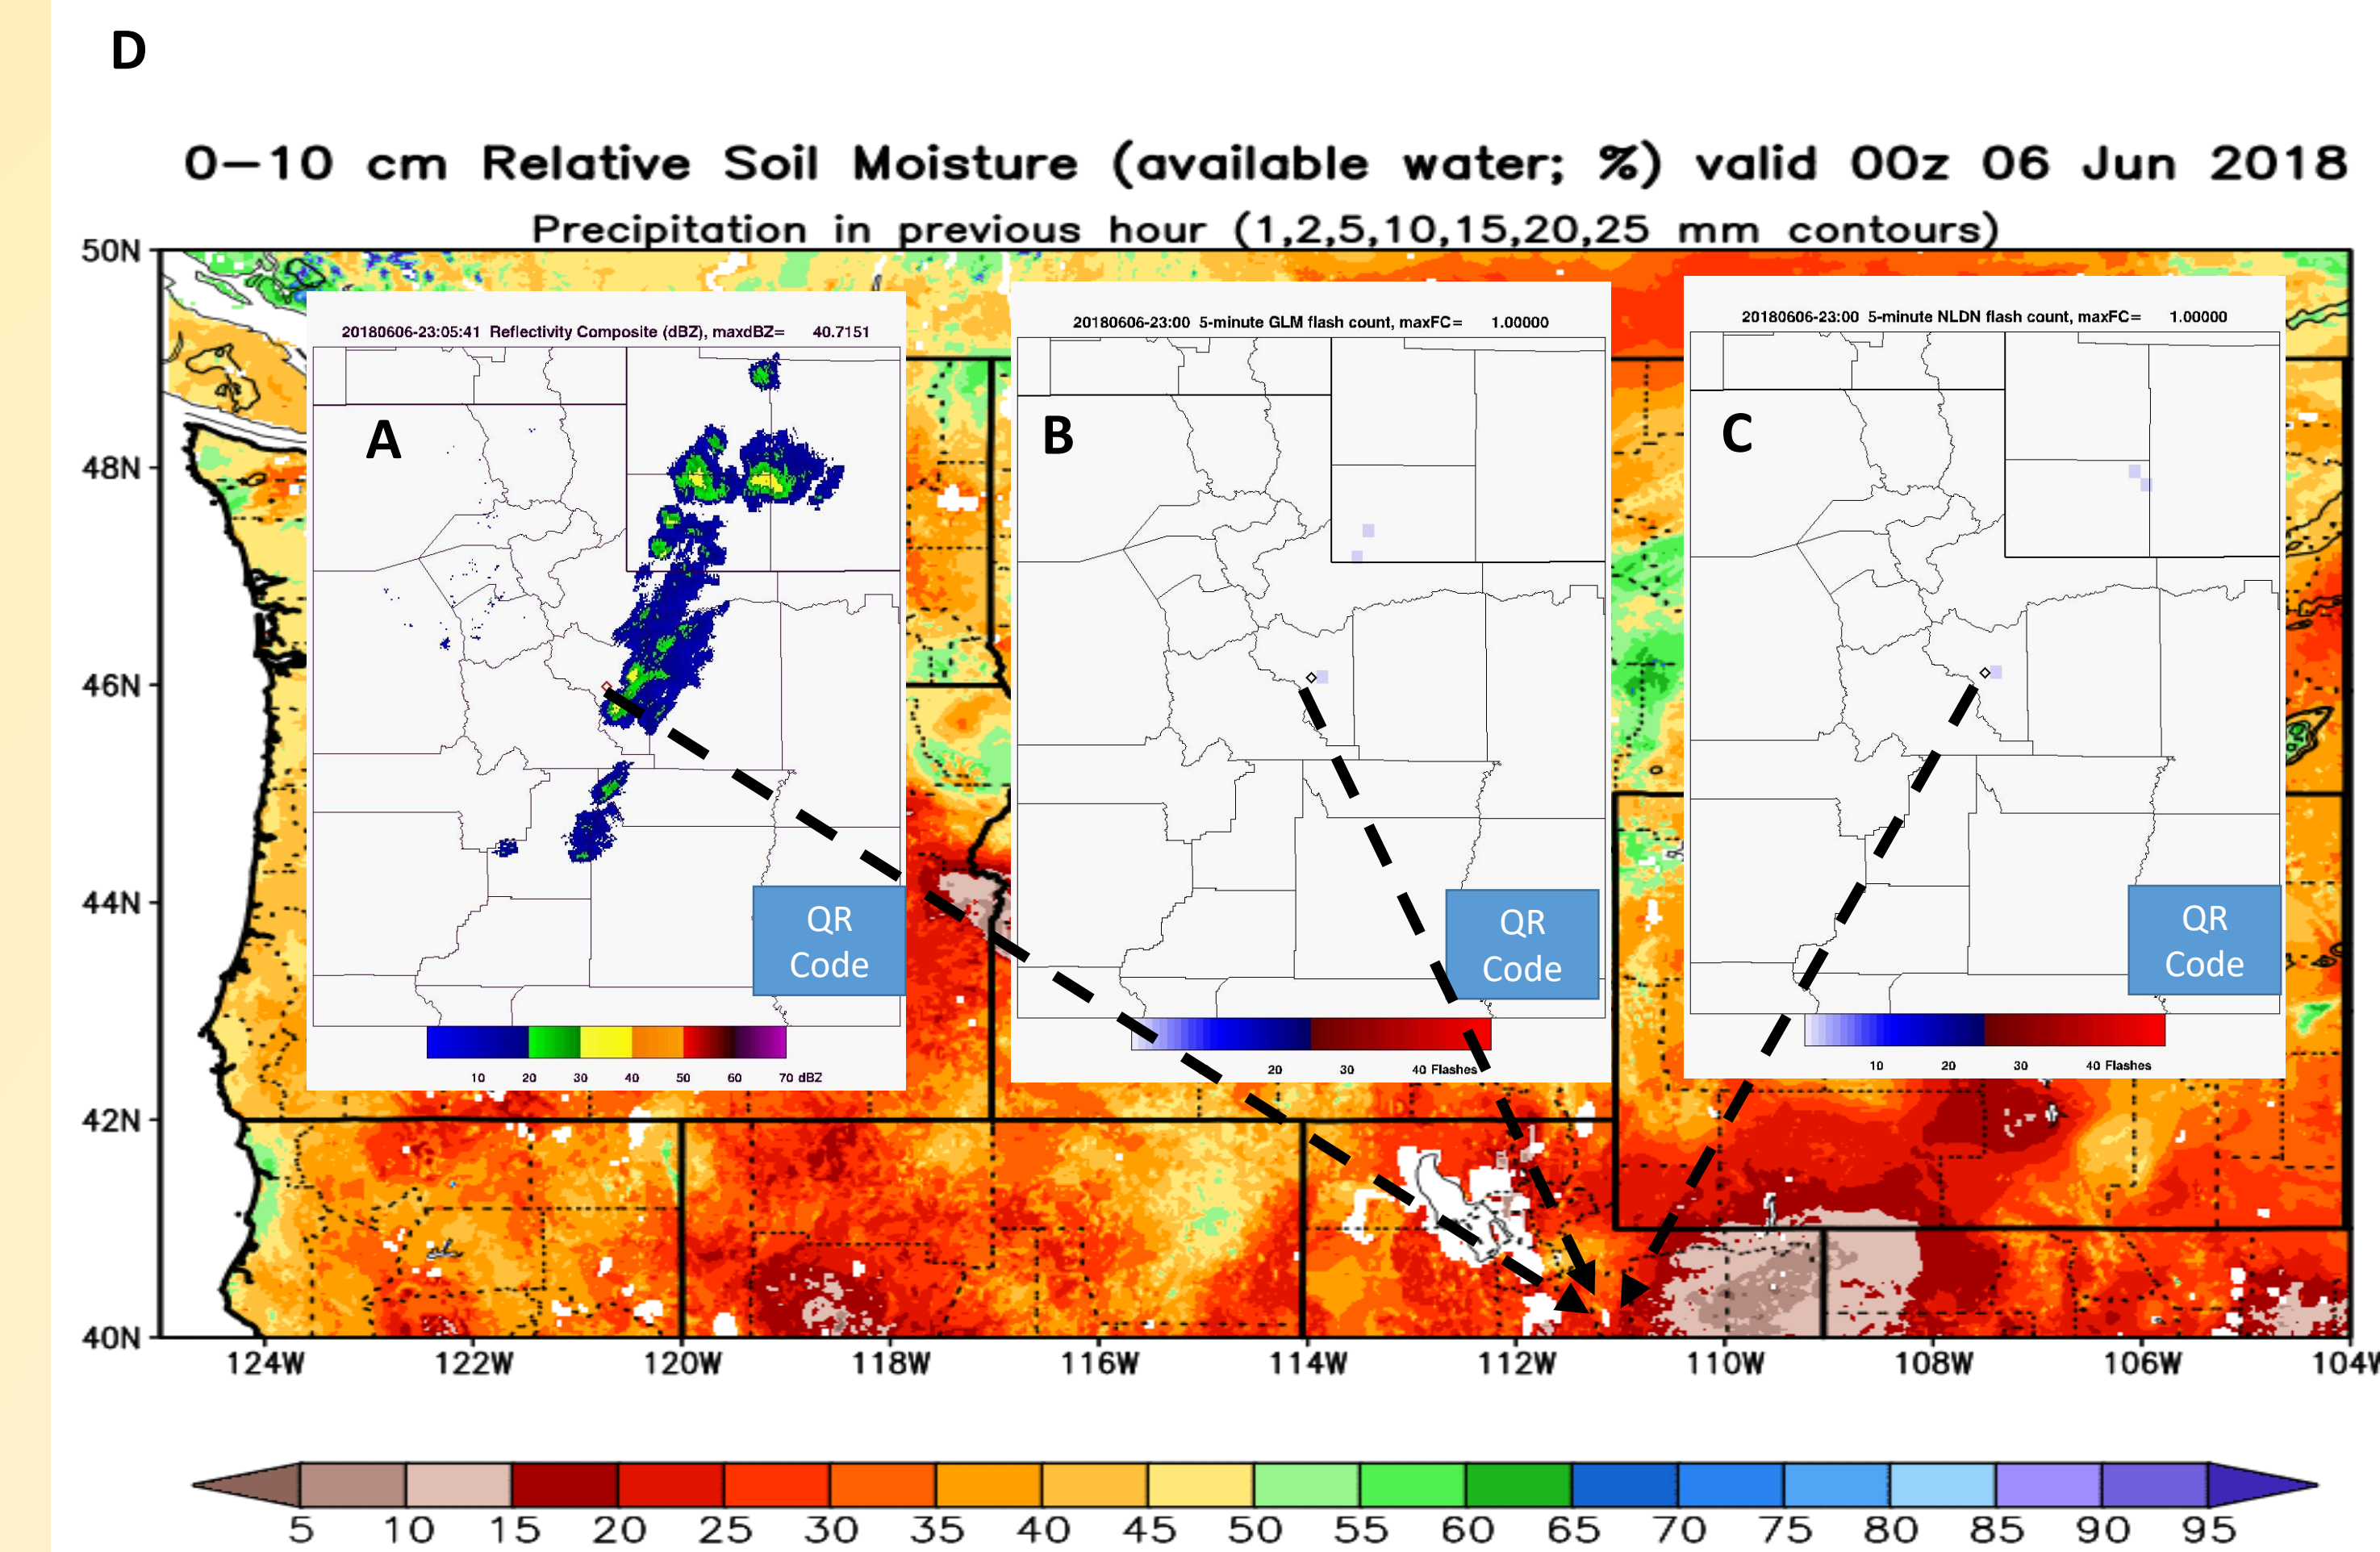 D
0-10 cm Relative Soil Moisture (available water; %) valid 00z 06 Jun 2018
Precipitation in previous hour (1,2,5,10,15,20,25 mm contours)
50N
48N
46N
44N
42N
40N
20180606-23:05:41 Reflectivity Composite (dBZ), maxdBZ= 40.7151
A
QR
Code
10 20 30 40 50 60 70 dBZ
20180606-23:00 5-minute GLM flash count, maxFC= 1.00000
B
QR
Code
20 30 40 Flashes
20180606-23:00 5-minute NLDN flash count, maxFC= 1.00000
C
QR
Code
10 20 30 40 Flashes
124W 122W 120W 118W 116W 114W 112W 110W 108W 106W 104W
5 10 15 20 25 30 35 40 45 50 55 60 65 70 75 80 85 90 95